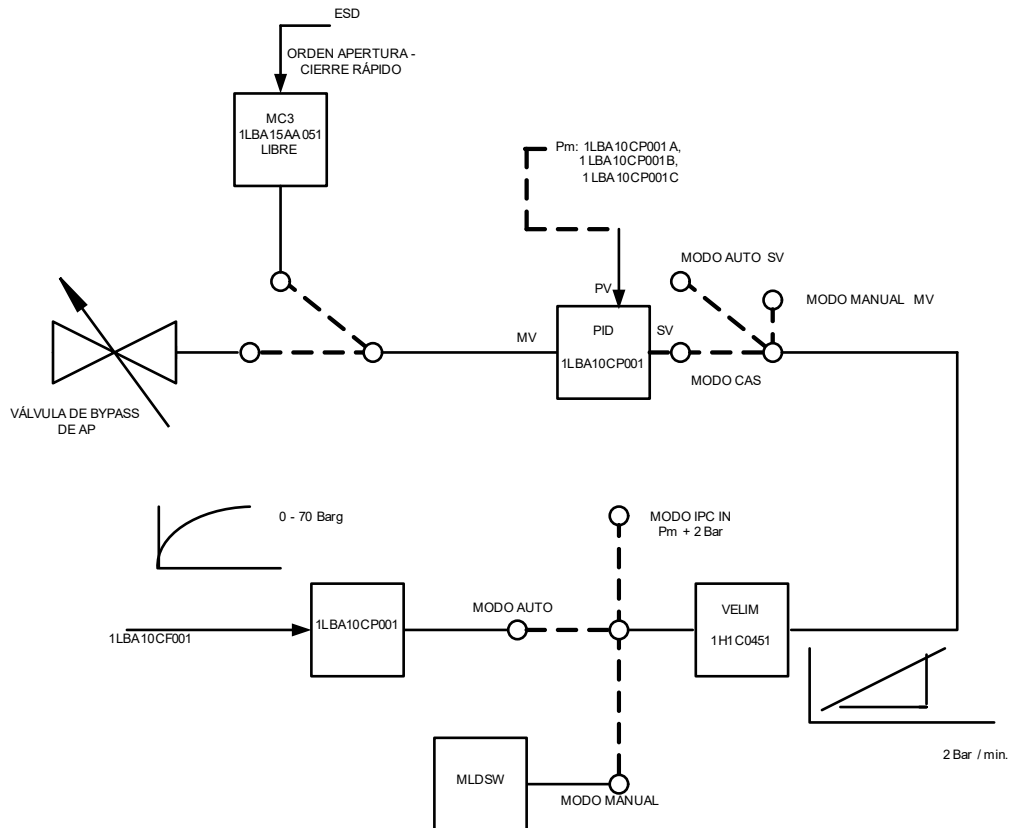 ESD
ORDEN APERTURA -
CIERRE RÁPIDO
MC3
1LBA15AA051
LIBRE
Pm: 1LBA10CP001A,
1LBA10CP001B,
1LBA10CP001C
MODO AUTO SV
MODO MANUAL MV
PV
PID
1LBA10CP001
MV
SV
MODO CAS
VÁLVULA DE BYPASS
DE AP
0 - 70 Barg
MODO IPC IN
Pm + 2 Bar
1LBA10CF001
1LBA10CP001
MODO AUTO
VELIM
1H1C0451
2 Bar / min.
MLDSW
MODO MANUAL